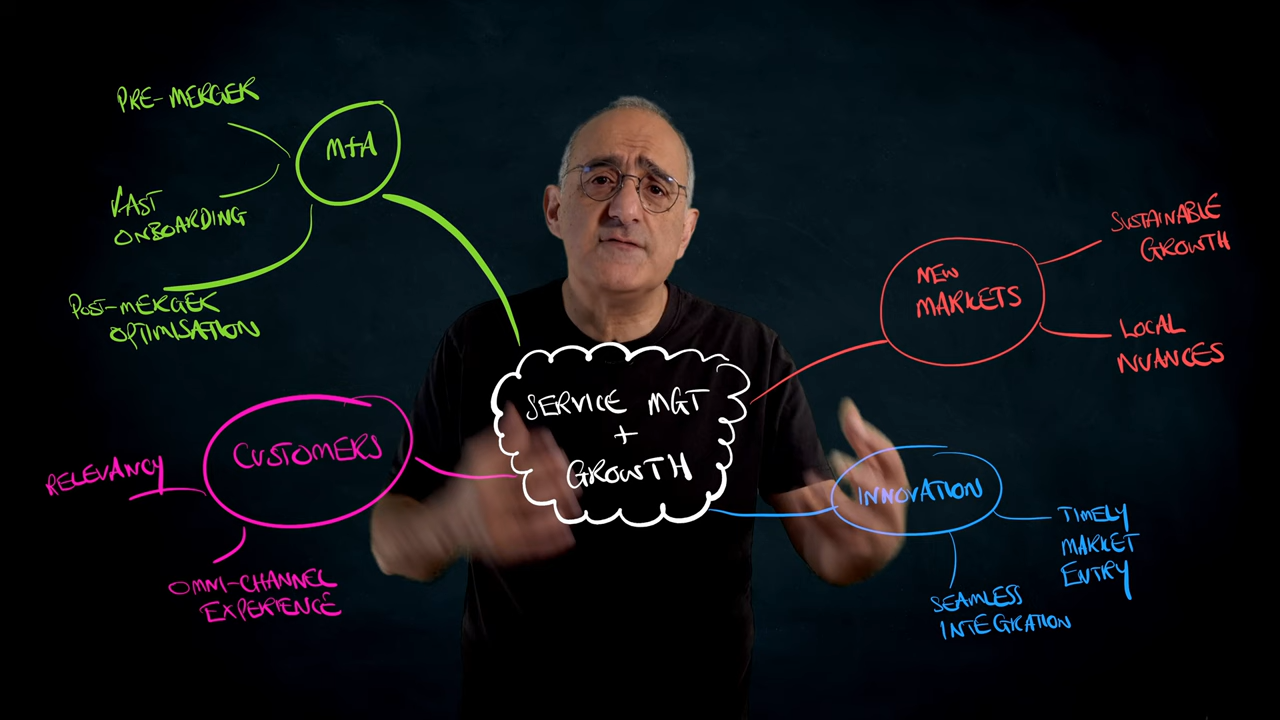 PRE-MERGER
M+A
FAST
ONBOARDING
POST-MERGER
OPTIMISATION
SERVICE MGT
+
GROWTH
NEW
MARKETS
SUSTAINABLE
GROWTH
LOCAL
NUANCES
CUSTOMERS
RELEVANCY
OMNI-CHANNEL
EXPERIENCE
INNOVATION
TIMELY
MARKET
ENTRY
SEAMLESS
INTEGRATION